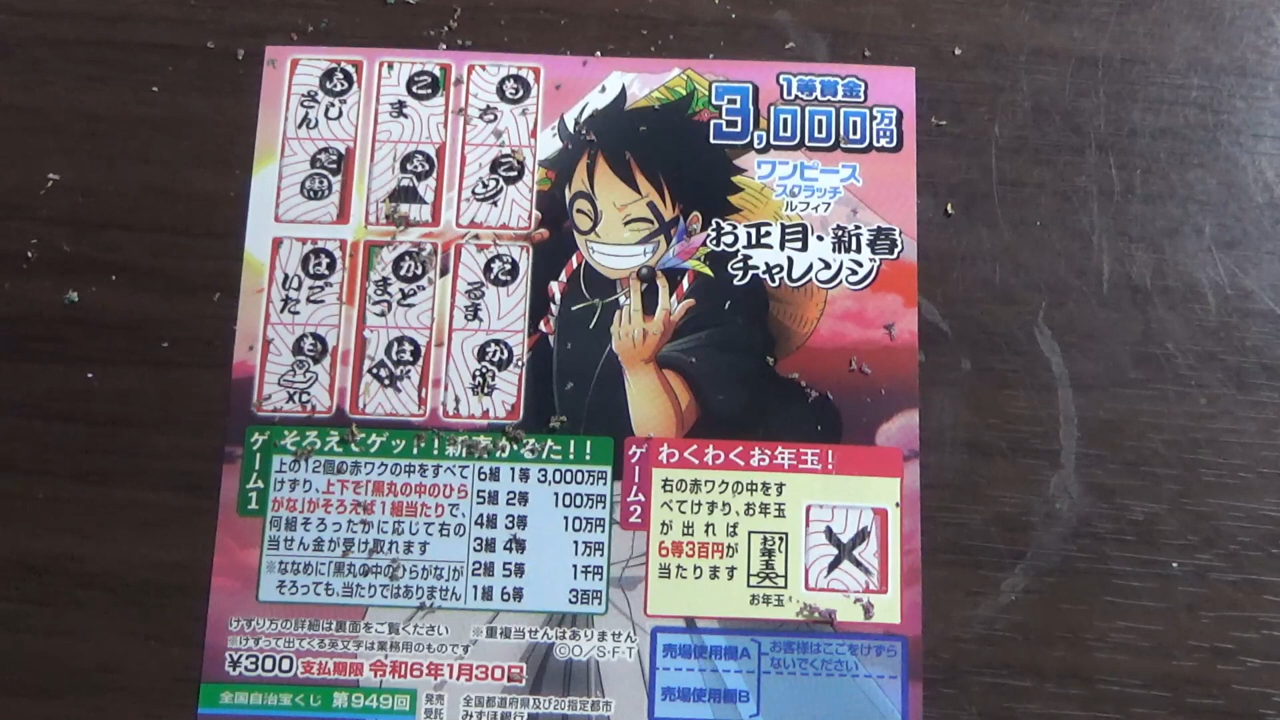 ふじさん
こま
もち
だ
ふ
こ
はごいた
かどまつ
だるま
も
XC
は
か
1等賞金
3,000万円
ワンピース
スクラッチ
ルフィ7
お正月・新春
チャレンジ
ゲーム1
そろえてゲット!新春かるた!!
上の12個の赤ワクの中をすべて
けずり、上下で「黒丸の中のひら
がな」がそろえば1組当たりで、
何組そろったかに応じて右の
当せん金が受け取れます
※ななめに「黒丸の中のひらがな」が
そろっても、当たりではありません
6組 1等 3,000万円
5組 2等 100万円
4組 3等 10万円
3組 4等 1万円
2組 5等 1千円
1組 6等 3百円
ゲーム2
わくわくお年玉!
右の赤ワクの中をす
べてけずり、お年玉
が出れば
6等3百円が
当たります
お年玉
お年玉
けずり方の詳細は裏面をご覧ください
※けずって出てくる英文字は業務用のものです
※重複当せんはありません
©O/S・F・T
¥300 支払期限 令和6年1月30日
全国自治宝くじ 第949回
発売 全国都道府県及び20指定都市
受託 みずほ銀行
売場使用欄A
売場使用欄B
お客様はここをけずら
ないでください